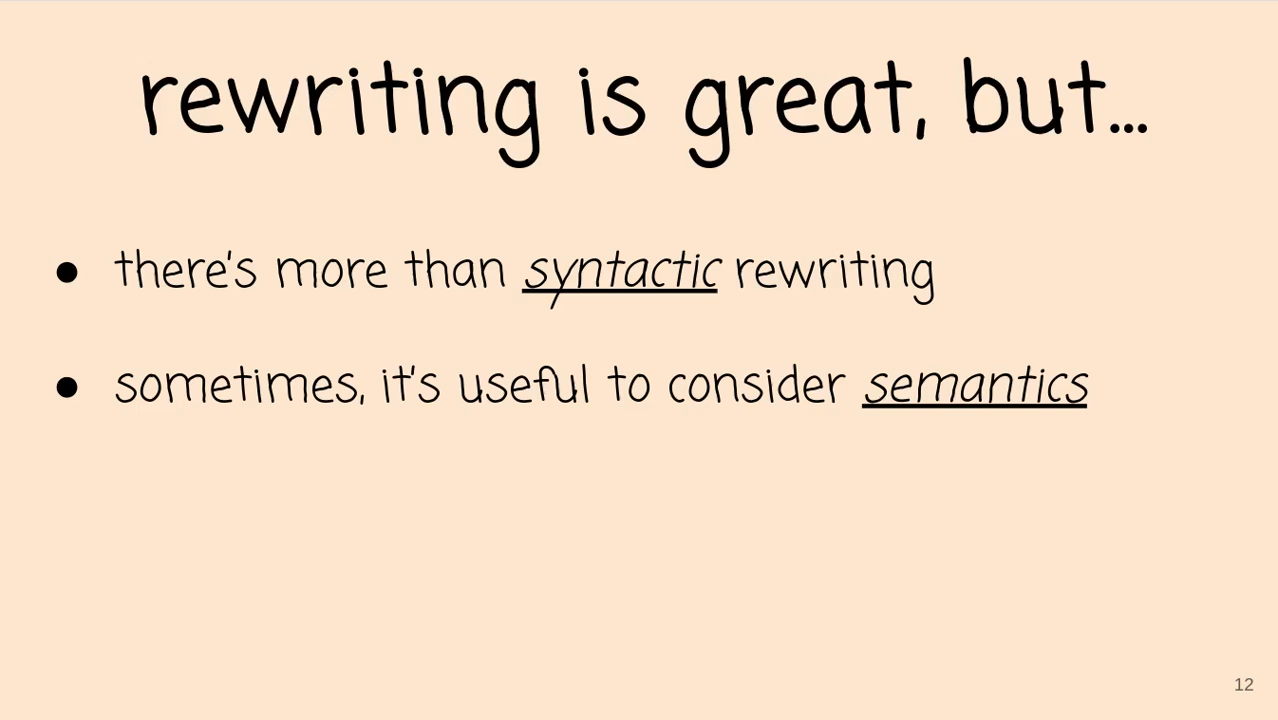 rewriting is great, but...
● there's more than syntactic rewriting
● sometimes, it's useful to consider semantics
12